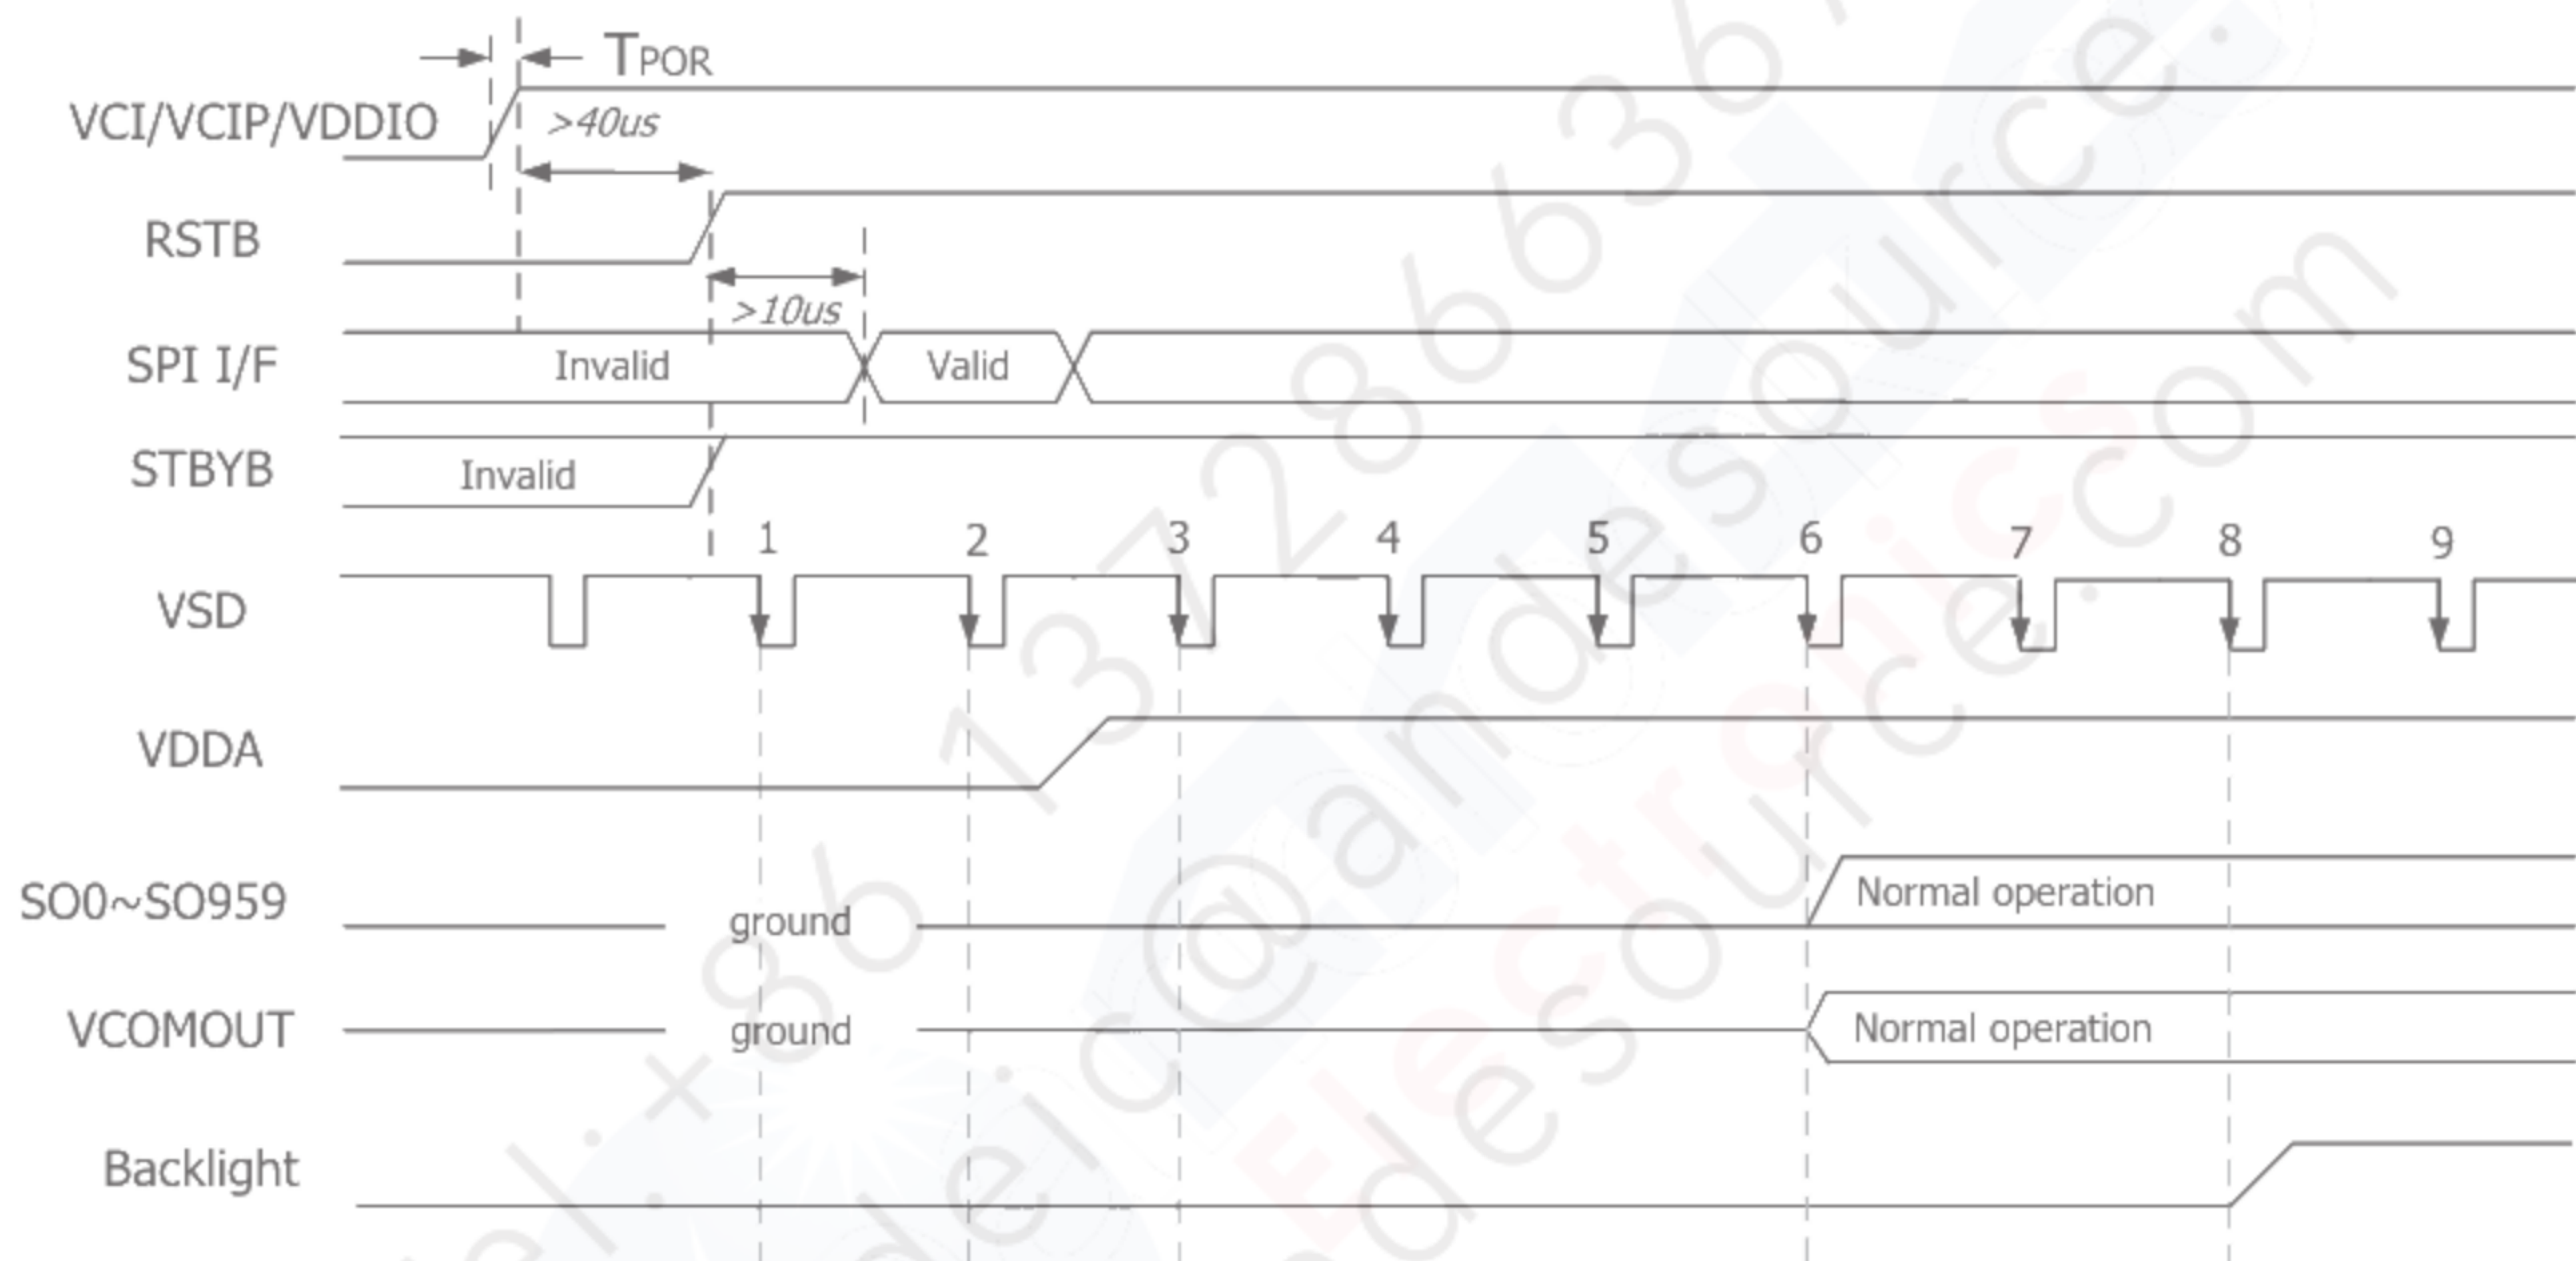 TPOR
VCI/VCIP/VDDIO
>40us
RSTB
>10us
SPI I/F Invalid Valid
STBYB Invalid
1 2 3 4 5 6 7 8 9
VSD
VDDA
SO0~SO959 ground Normal operation
VCOMOUT ground Normal operation
Backlight